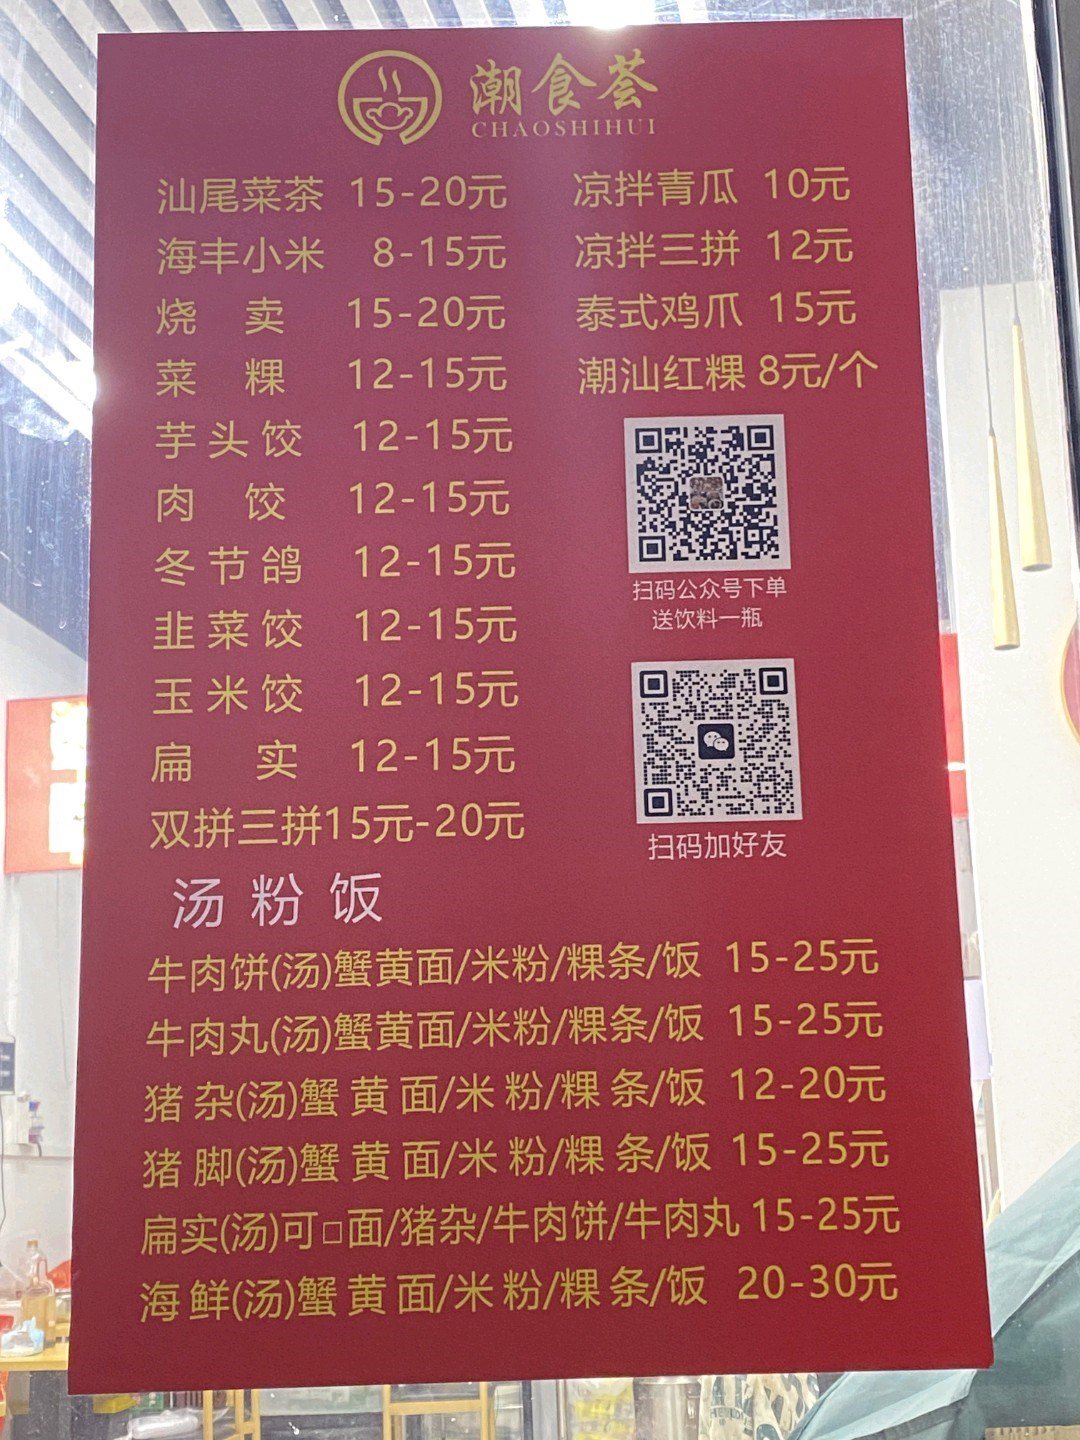 潮食荟
CHAOSHIHUI
汕尾菜茶 15-20元
海丰小米 8-15元
烧卖 15-20元
菜粿 12-15元
芋头饺 12-15元
肉饺 12-15元
冬节鸽 12-15元
韭菜饺 12-15元
玉米饺 12-15元
扁实 12-15元
双拼三拼15元-20元
凉拌青瓜 10元
凉拌三拼 12元
泰式鸡爪 15元
潮汕红粿 8元/个
扫码公众号下单
送饮料一瓶
扫码加好友
汤粉饭
牛肉饼(汤)蟹黄面/米粉/粿条/饭 15-25元
牛肉丸(汤)蟹黄面/米粉/粿条/饭 15-25元
猪杂(汤)蟹黄面/米粉/粿条/饭 12-20元
猪脚(汤)蟹黄面/米粉/粿条/饭 15-25元
扁实(汤)可□面/猪杂/牛肉饼/牛肉丸 15-25元
海鲜(汤)蟹黄面/米粉/粿条/饭 20-30元